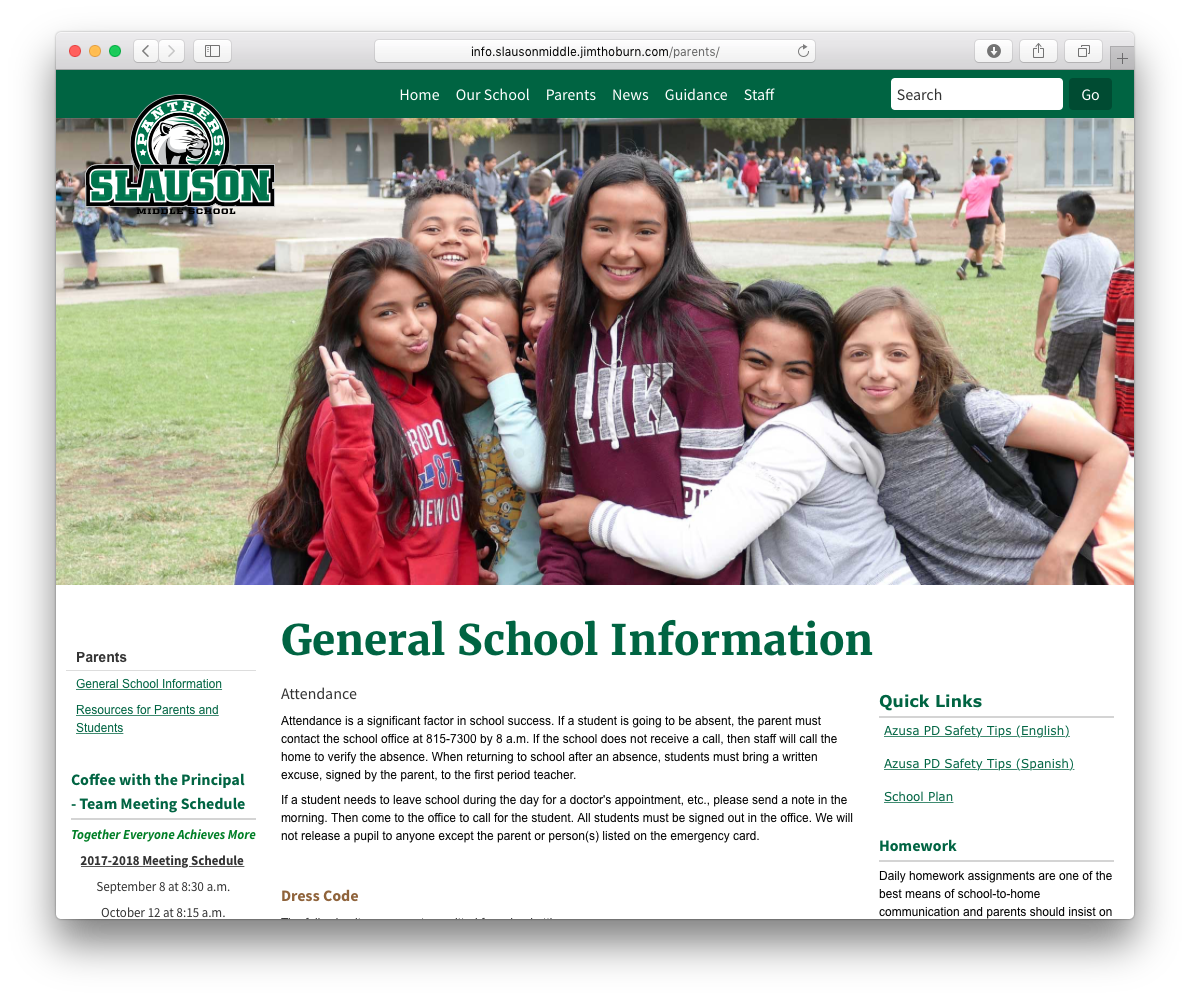 info.slausonmiddle.jimthoburn.com/parents/
Home Our School Parents News Guidance Staff
Search Go
PANTHERS
SLAUSON
MIDDLE SCHOOL
87
NEW YORK
General School Information
Parents
General School Information
Resources for Parents and
Students
Coffee with the Principal
- Team Meeting Schedule
Together Everyone Achieves More
2017-2018 Meeting Schedule
September 8 at 8:30 a.m.
October 12 at 8:15 a.m.
Attendance
Attendance is a significant factor in school success. If a student is going to be absent, the parent must
contact the school office at 815-7300 by 8 a.m. If the school does not receive a call, then staff will call the
home to verify the absence. When returning to school after an absence, students must bring a written
excuse, signed by the parent, to the first period teacher.
If a student needs to leave school during the day for a doctor's appointment, etc., please send a note in the
morning. Then come to the office to call for the student. All students must be signed out in the office. We will
not release a pupil to anyone except the parent or person(s) listed on the emergency card.
Dress Code
Quick Links
Azusa PD Safety Tips (English)
Azusa PD Safety Tips (Spanish)
School Plan
Homework
Daily homework assignments are one of the
best means of school-to-home
communication and parents should insist on